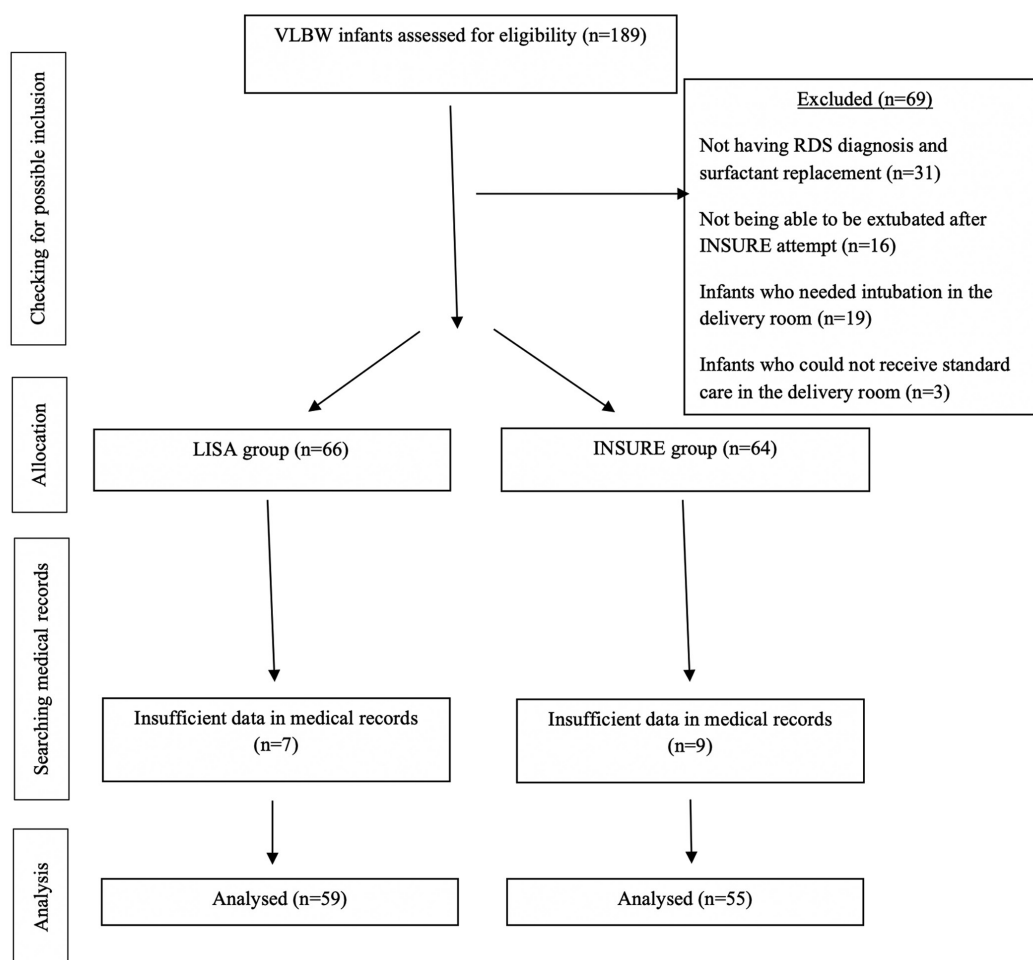 VLBW infants assessed for eligibility (n=189)
Excluded (n=69)
Not having RDS diagnosis and
surfactant replacement (n=31)
Not being able to be extubated after
INSURE attempt (n=16)
Infants who needed intubation in the
delivery room (n=19)
Infants who could not receive standard
care in the delivery room (n=3)
Checking for possible inclusion
Allocation
LISA group (n=66)
INSURE group (n=64)
Searching medical records
Insufficient data in medical records
(n=7)
Insufficient data in medical records
(n=9)
Analysis
Analysed (n=59)
Analysed (n=55)